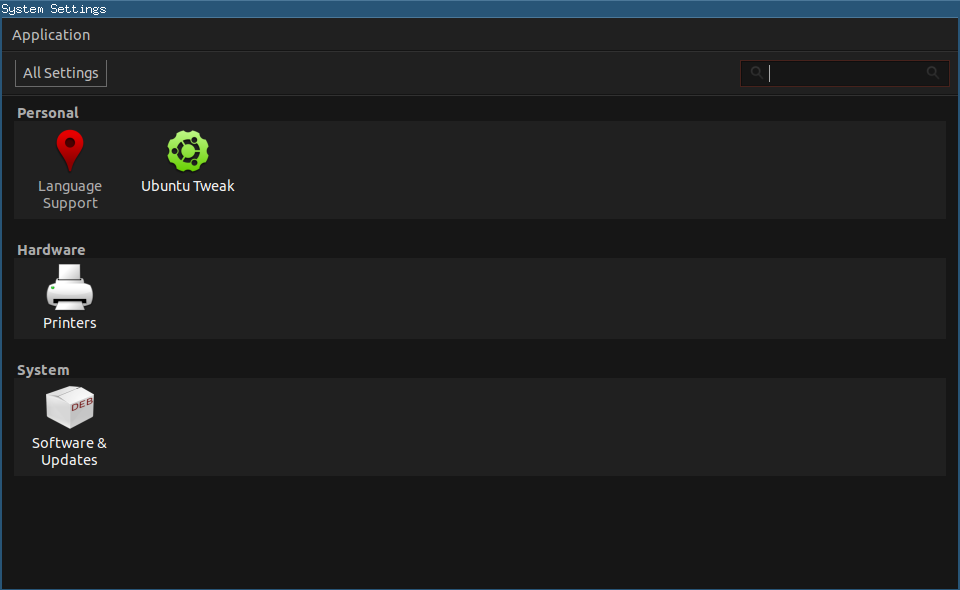 System Settings
Application
All Settings
Personal
Language
Support
Ubuntu Tweak
Hardware
Printers
System
DEB
Software &
Updates